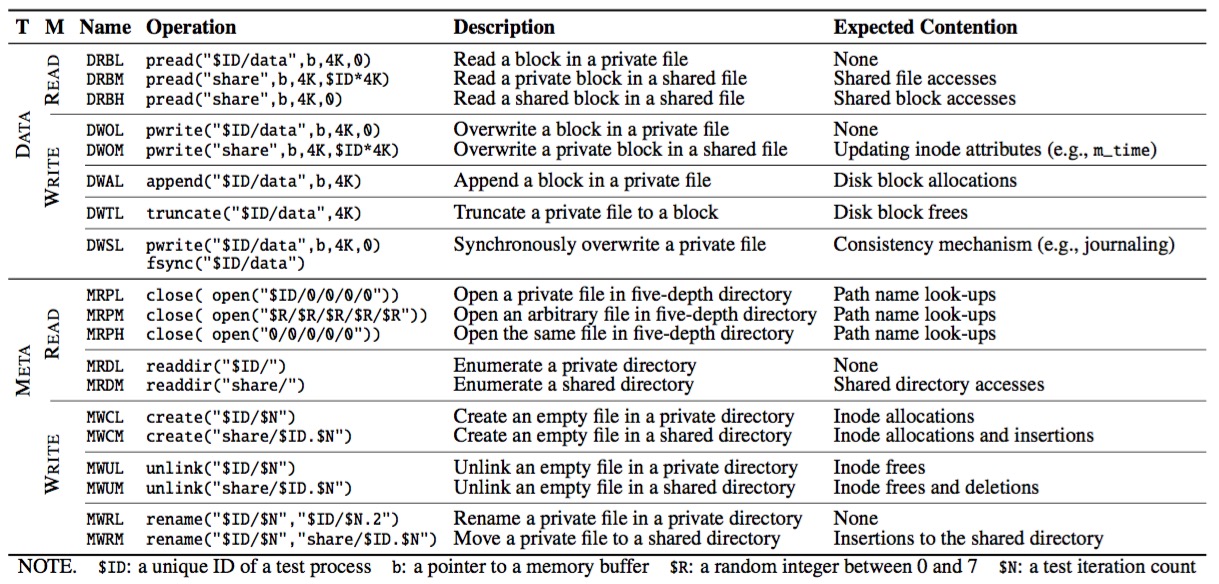 T M Name Operation Description Expected Contention
DATA
READ
DRBL pread("$ID/data",b,4K,0) Read a block in a private file None
DRBM pread("share",b,4K,$ID*4K) Read a private block in a shared file Shared file accesses
DRBH pread("share",b,4K,0) Read a shared block in a shared file Shared block accesses
WRITE
DWOL pwrite("$ID/data",b,4K,0) Overwrite a block in a private file None
DWOM pwrite("share",b,4K,$ID*4K) Overwrite a private block in a shared file Updating inode attributes (e.g., m_time)
DWAL append("$ID/data",b,4K) Append a block in a private file Disk block allocations
DWTL truncate("$ID/data",4K) Truncate a private file to a block Disk block frees
DWSL pwrite("$ID/data",b,4K,0) Synchronously overwrite a private file Consistency mechanism (e.g., journaling)
fsync("$ID/data")
META
READ
MRPL close( open("$ID/0/0/0/0")) Open a private file in five-depth directory Path name look-ups
MRPM close( open("$R/$R/$R/$R/$R")) Open an arbitrary file in five-depth directory Path name look-ups
MRPH close( open("0/0/0/0/0")) Open the same file in five-depth directory Path name look-ups
MRDL readdir("$ID/") Enumerate a private directory None
MRDM readdir("share/") Enumerate a shared directory Shared directory accesses
WRITE
MWCL create("$ID/$N") Create an empty file in a private directory Inode allocations
MWCM create("share/$ID.$N") Create an empty file in a shared directory Inode allocations and insertions
MWUL unlink("$ID/$N") Unlink an empty file in a private directory Inode frees
MWUM unlink("share/$ID.$N") Unlink an empty file in a shared directory Inode frees and deletions
MWRL rename("$ID/$N","$ID/$N.2") Rename a private file in a private directory None
MWRM rename("$ID/$N","share/$ID.$N") Move a private file to a shared directory Insertions to the shared directory
NOTE. $ID: a unique ID of a test process b: a pointer to a memory buffer $R: a random integer between 0 and 7 $N: a test iteration count